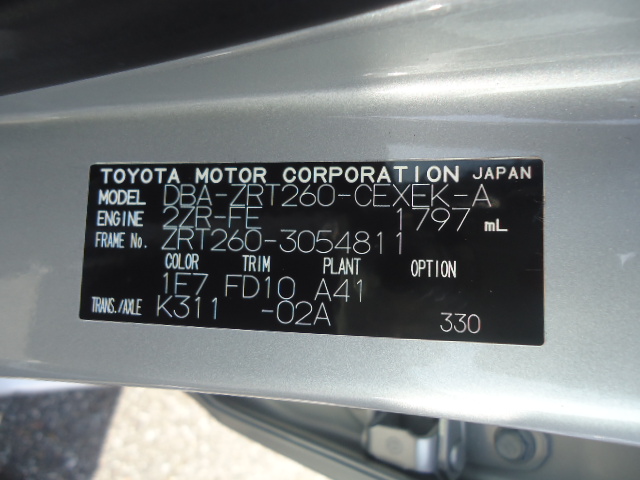 TOYOTA MOTOR CORPORATION JAPAN
MODEL DBA-ZRT260-CEXEK-A
ENGINE 2ZR-FE 1797 mL
FRAME No. ZRT260-3054811
COLOR TRIM PLANT OPTION
1E7 FD10 A41
TRANS./AXLE K311 -02A 330